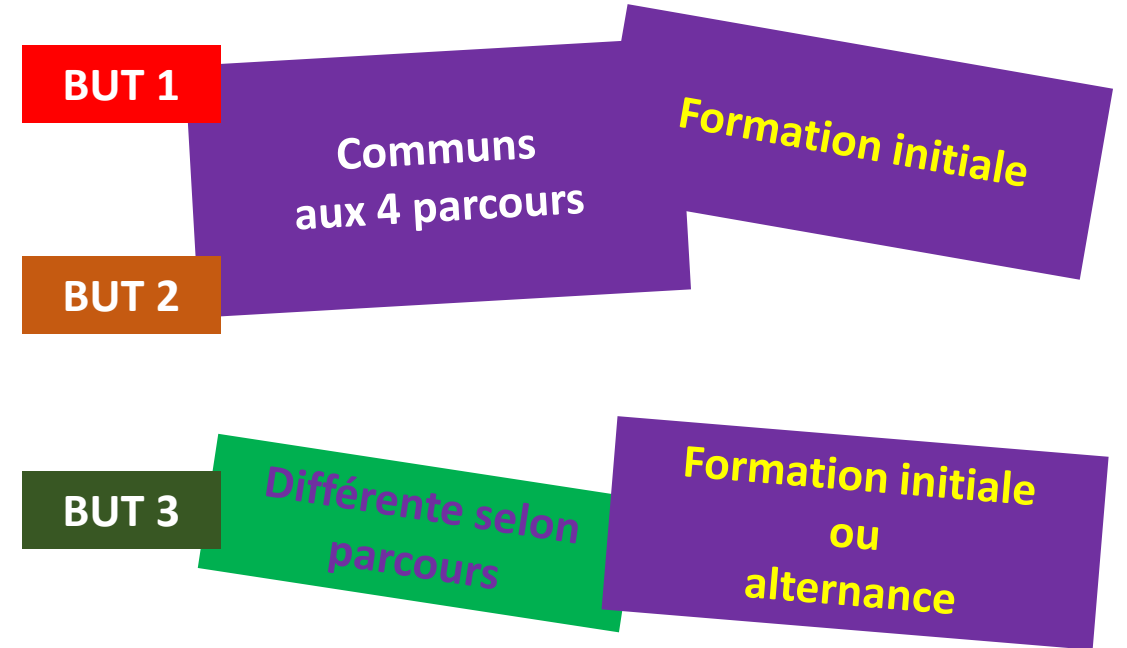 BUT 1
Communs
aux 4 parcours
Formation initiale
BUT 2
BUT 3
Différente selon
parcours
Formation initiale
ou
alternance